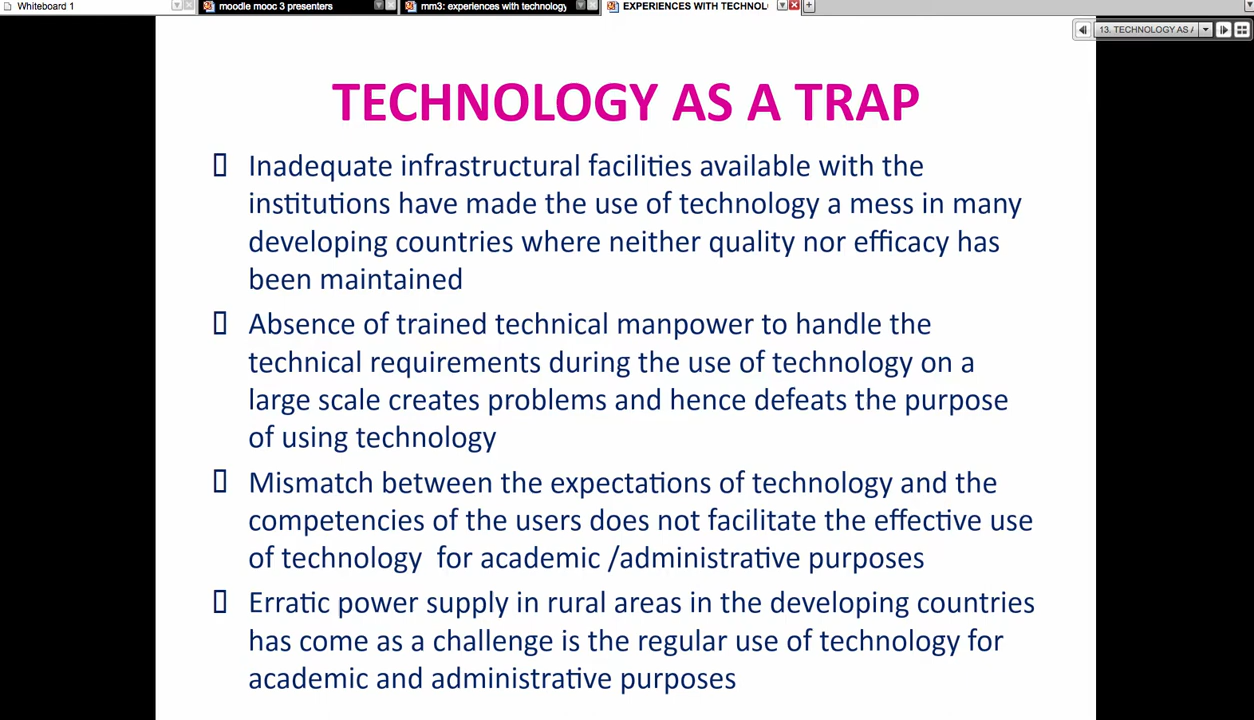 Whiteboard 1
moodle mooc 3 presenters
mm3: experiences with technology
EXPERIENCES WITH TECHNOL
13. TECHNOLOGY AS A
TECHNOLOGY AS A TRAP
Inadequate infrastructural facilities available with the
institutions have made the use of technology a mess in many
developing countries where neither quality nor efficacy has
been maintained
Absence of trained technical manpower to handle the
technical requirements during the use of technology on a
large scale creates problems and hence defeats the purpose
of using technology
Mismatch between the expectations of technology and the
competencies of the users does not facilitate the effective use
of technology for academic /administrative purposes
Erratic power supply in rural areas in the developing countries
has come as a challenge is the regular use of technology for
academic and administrative purposes